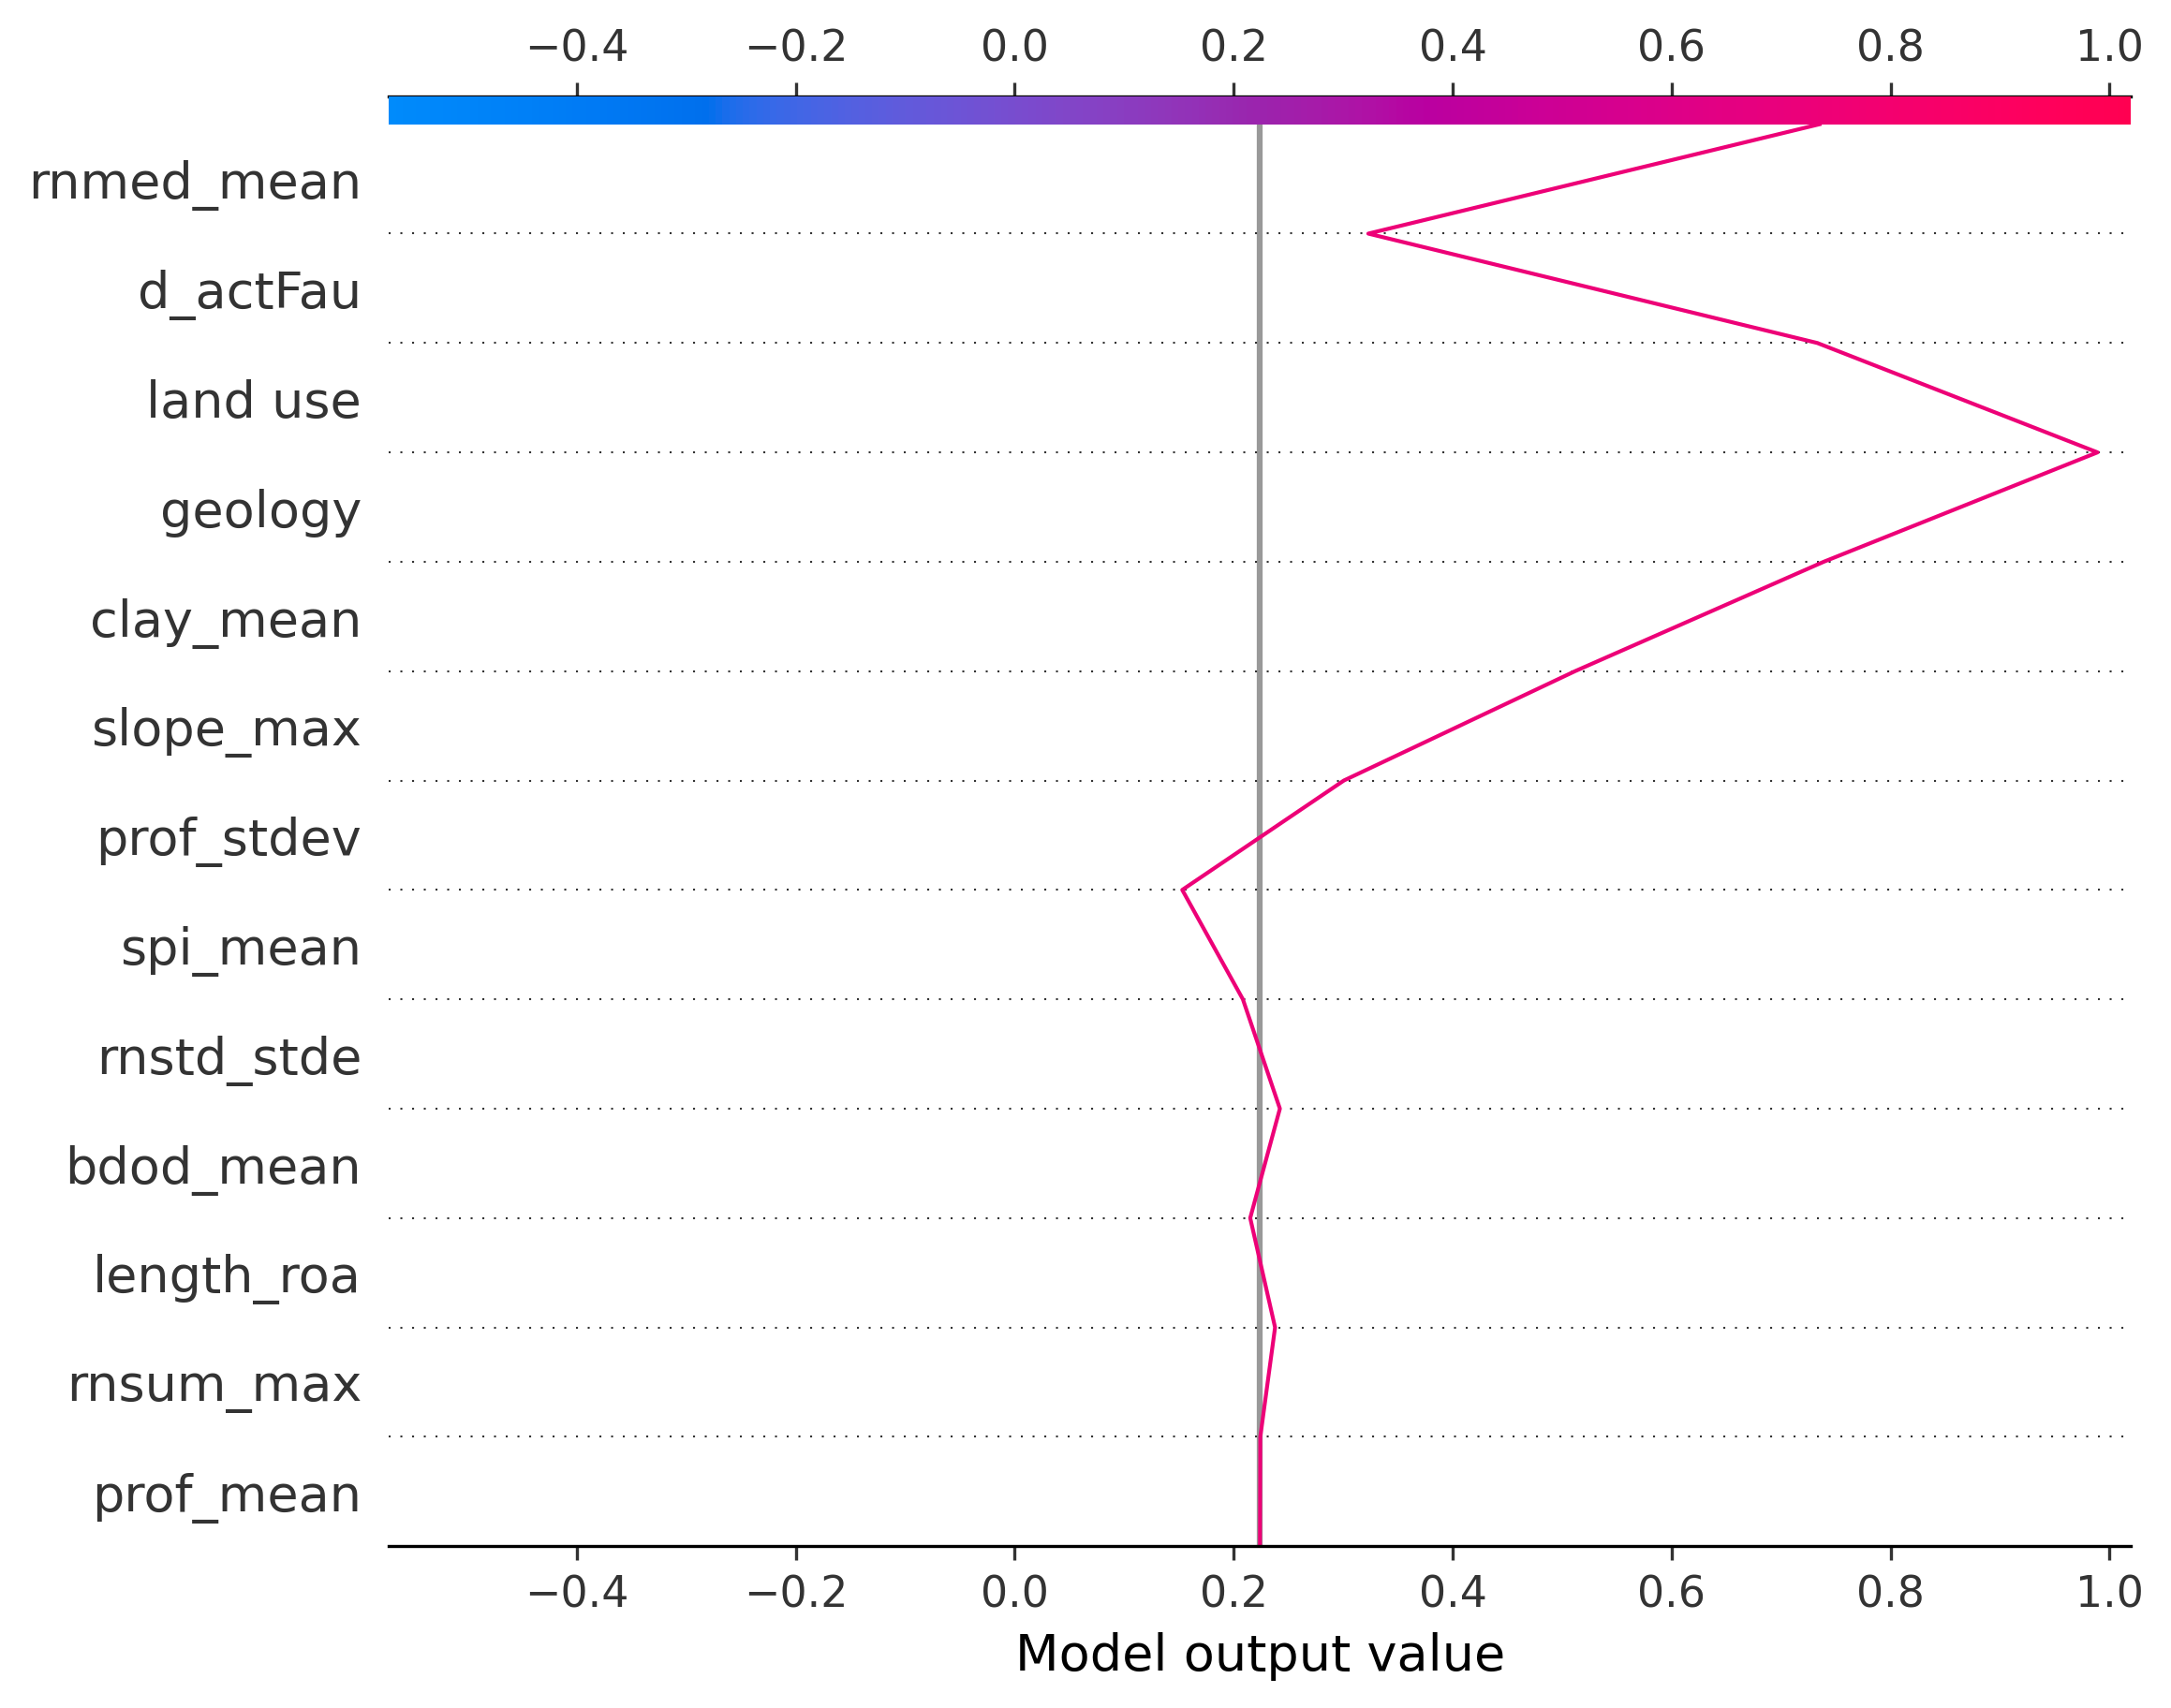 −0.4 −0.2 0.0 0.2 0.4 0.6 0.8 1.0
rnmed_mean
d_actFau
land use
geology
clay_mean
slope_max
prof_stdev
spi_mean
rnstd_stde
bdod_mean
length_roa
rnsum_max
prof_mean
−0.4 −0.2 0.0 0.2 0.4 0.6 0.8 1.0
Model output value